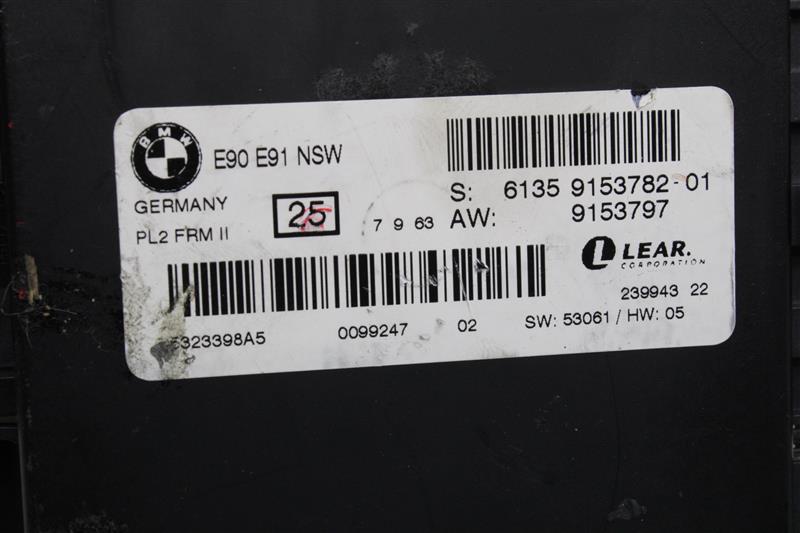 BMW
E90 E91 NSW
S: 6135 9153782-01
GERMANY
25
7 9 63
AW: 9153797
PL2 FRM II
LEAR.
CORPORATION
239943 22
5323398A5
0099247
02
SW: 53061 / HW: 05